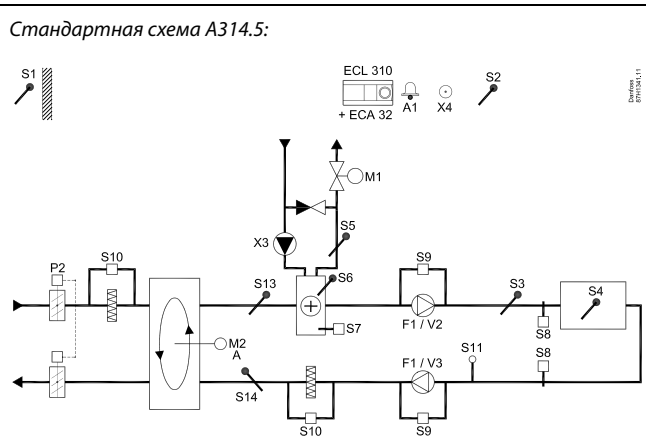 Стандартная схема A314.5:
S1
ECL 310
+ ECA 32
A1
X4
S2
Danfoss
87H1341.11
M1
X3
S5
P2
S10
S13
S6
S7
S9
F1 / V2
S3
S4
S8
M2
A
S14
S10
F1 / V3
S9
S11
S8